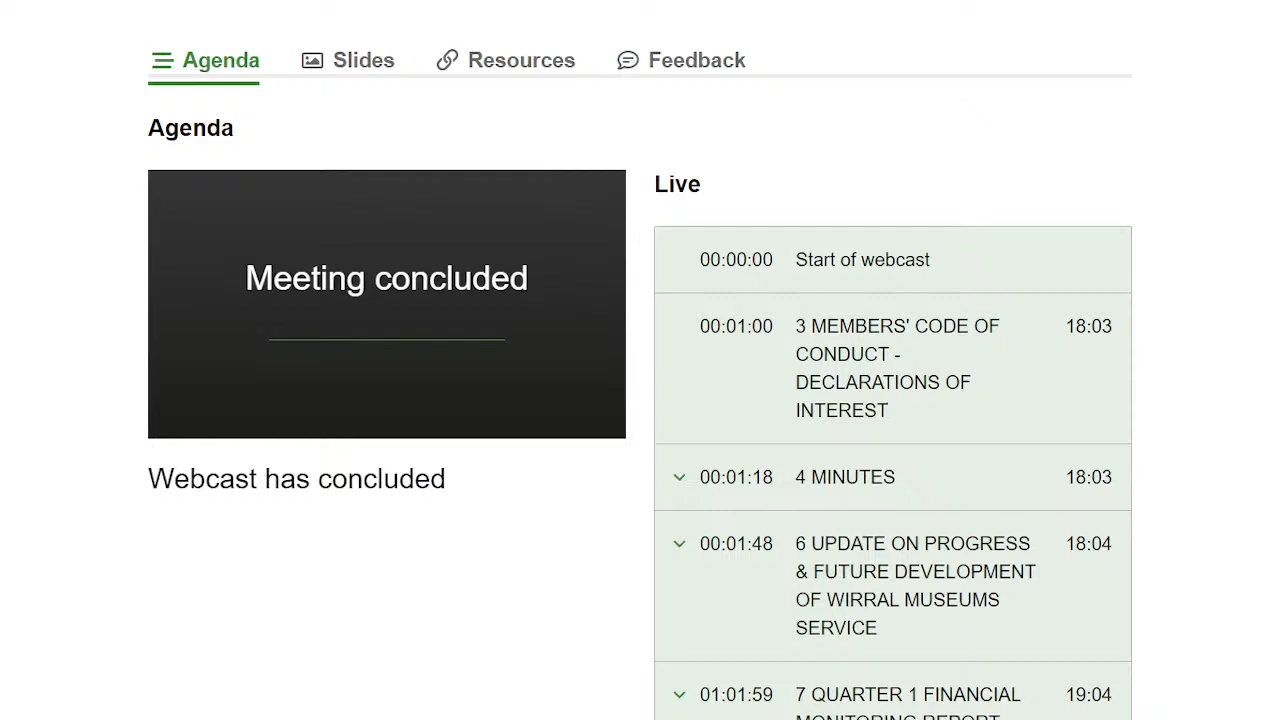 Agenda Slides Resources Feedback
Agenda
Meeting concluded
Webcast has concluded
Live
00:00:00 Start of webcast
00:01:00 3 MEMBERS' CODE OF 18:03
CONDUCT -
DECLARATIONS OF
INTEREST
00:01:18 4 MINUTES 18:03
00:01:48 6 UPDATE ON PROGRESS 18:04
& FUTURE DEVELOPMENT
OF WIRRAL MUSEUMS
SERVICE
01:01:59 7 QUARTER 1 FINANCIAL 19:04
MONITORING REPORT